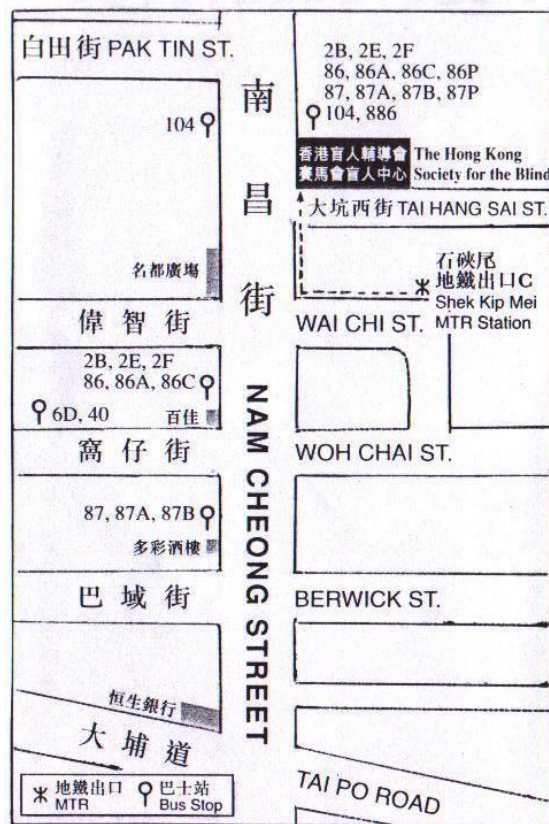 白田街 PAK TIN ST.
2B, 2E, 2F
86, 86A, 86C, 86P
87, 87A, 87B, 87P
104, 886
104
香港盲人輔導會
賽馬會盲人中心
The Hong Kong
Society for the Blind
大坑西街 TAI HANG SAI ST.
南昌街
名都廣場
石硤尾
地鐵出口C
Shek Kip Mei
MTR Station
偉智街
WAI CHI ST.
2B, 2E, 2F
86, 86A, 86C
6D, 40
百佳
NAM CHEONG STREET
窩仔街
WOH CHAI ST.
87, 87A, 87B
多彩酒樓
巴域街
BERWICK ST.
恒生銀行
大埔道
TAI PO ROAD
地鐵出口
MTR
巴士站
Bus Stop